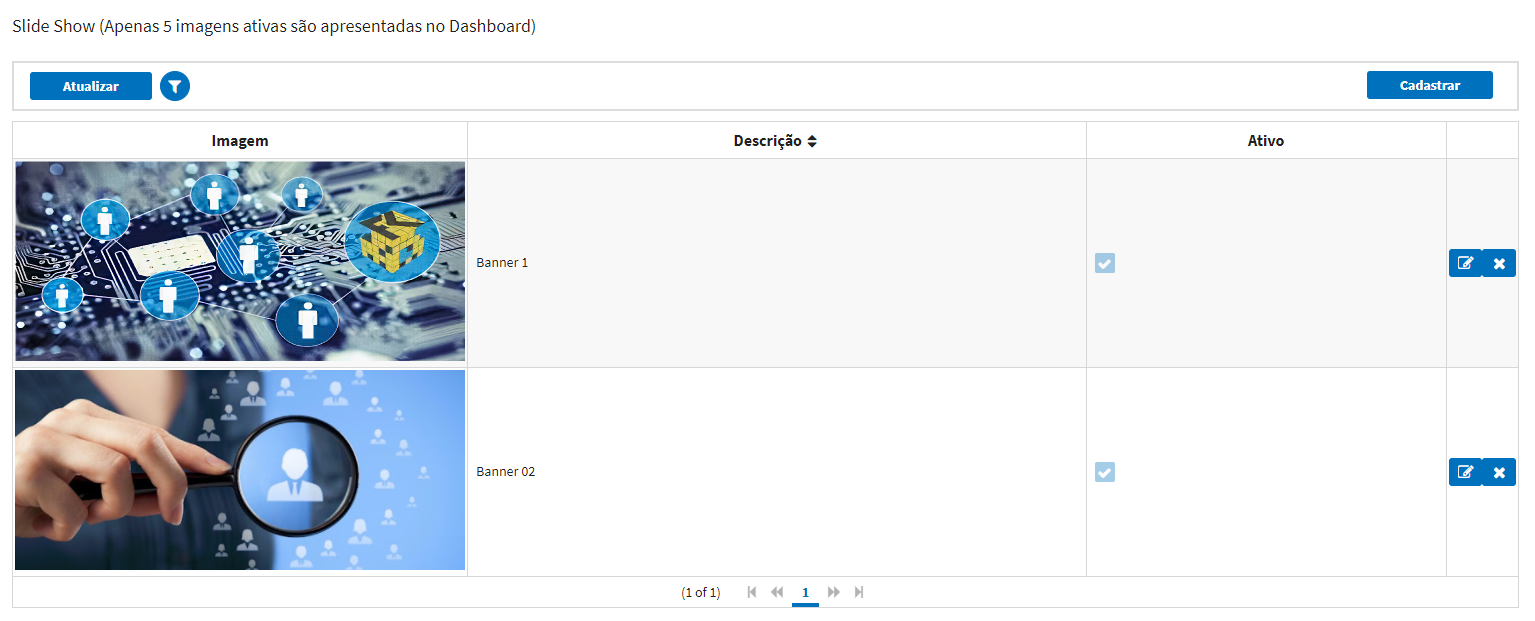 Slide Show (Apenas 5 imagens ativas são apresentadas no Dashboard)
Atualizar
Cadastrar
Imagem Descrição Ativo
Banner 1
Banner 02
(1 of 1) 1